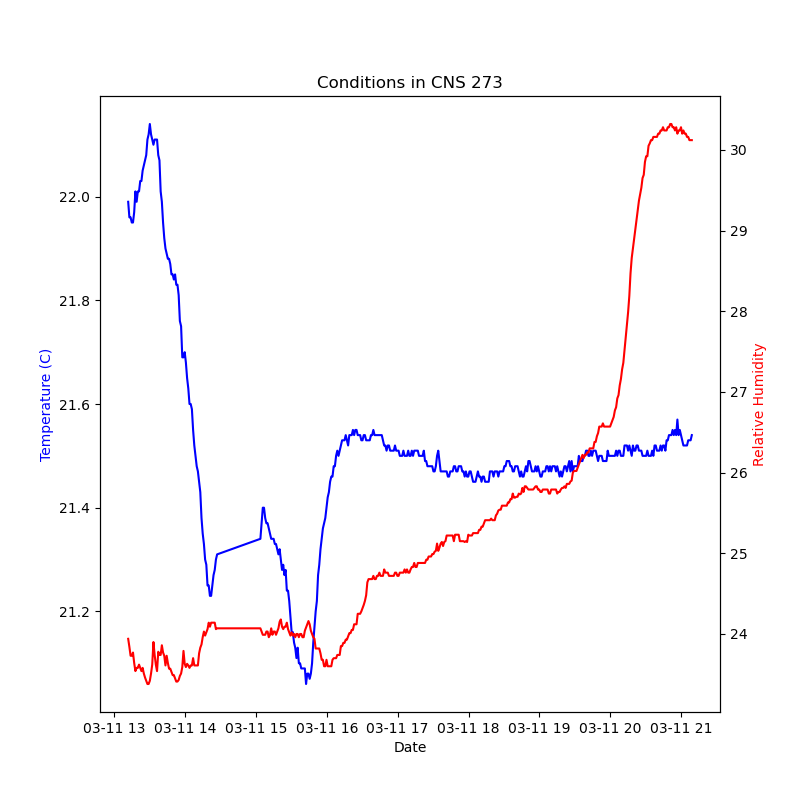 Conditions in CNS 273
Temperature (C)
22.0
21.8
21.6
21.4
21.2
30
29
28
27
26
25
24
Relative Humidity
03-11 13 03-11 14 03-11 15 03-11 16 03-11 17 03-11 18 03-11 19 03-11 20 03-11 21
Date